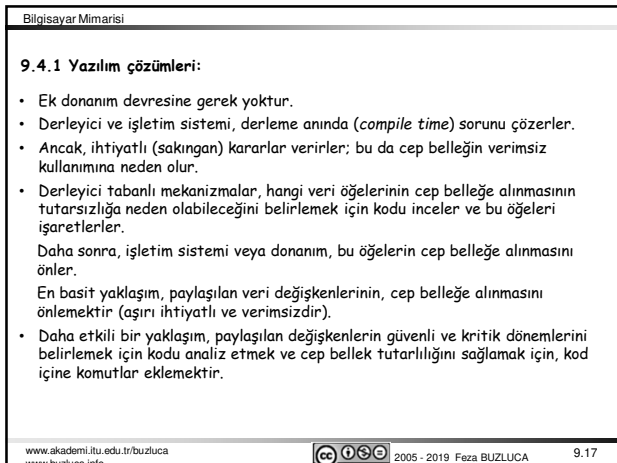 Bilgisayar Mimarisi
9.4.1 Yazılım çözümleri:
• Ek donanım devresine gerek yoktur.
• Derleyici ve işletim sistemi, derleme anında (compile time) sorunu çözerler.
• Ancak, ihtiyatlı (sakıngan) kararlar verirler; bu da cep belleğin verimsiz
kullanımına neden olur.
• Derleyici tabanlı mekanizmalar, hangi veri öğelerinin cep belleğe alınmasının
tutarsızlığa neden olabileceğini belirlemek için kodu inceler ve bu öğeleri
işaretlerler.
Daha sonra, işletim sistemi veya donanım, bu öğelerin cep belleğe alınmasını
önler.
En basit yaklaşım, paylaşılan veri değişkenlerinin, cep belleğe alınmasını
önlemektir (aşırı ihtiyatlı ve verimsizdir).
• Daha etkili bir yaklaşım, paylaşılan değişkenlerin güvenli ve kritik dönemlerini
belirlemek için kodu analiz etmek ve cep bellek tutarlılığını sağlamak için, kod
içine komutlar eklemektir.
www.akademi.itu.edu.tr/buzluca
www.buzluca.info
cc 2005 - 2019 Feza BUZLUCA
9.17